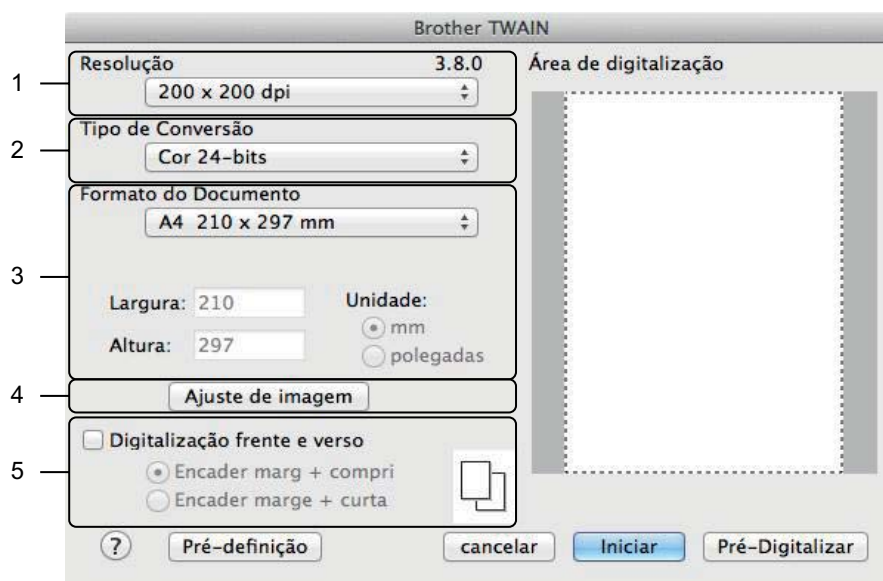 Brother TWAIN
1
Resolução 3.8.0
200 x 200 dpi
2
Tipo de Conversão
Cor 24-bits
3
Formato do Documento
A4 210 x 297 mm
Largura: 210
Altura: 297
Unidade:
mm
polegadas
4
Ajuste de imagem
5
Digitalização frente e verso
Encader marg + compri
Encader marge + curta
Área de digitalização
?
Pré-definição
cancelar
Iniciar
Pré-Digitalizar